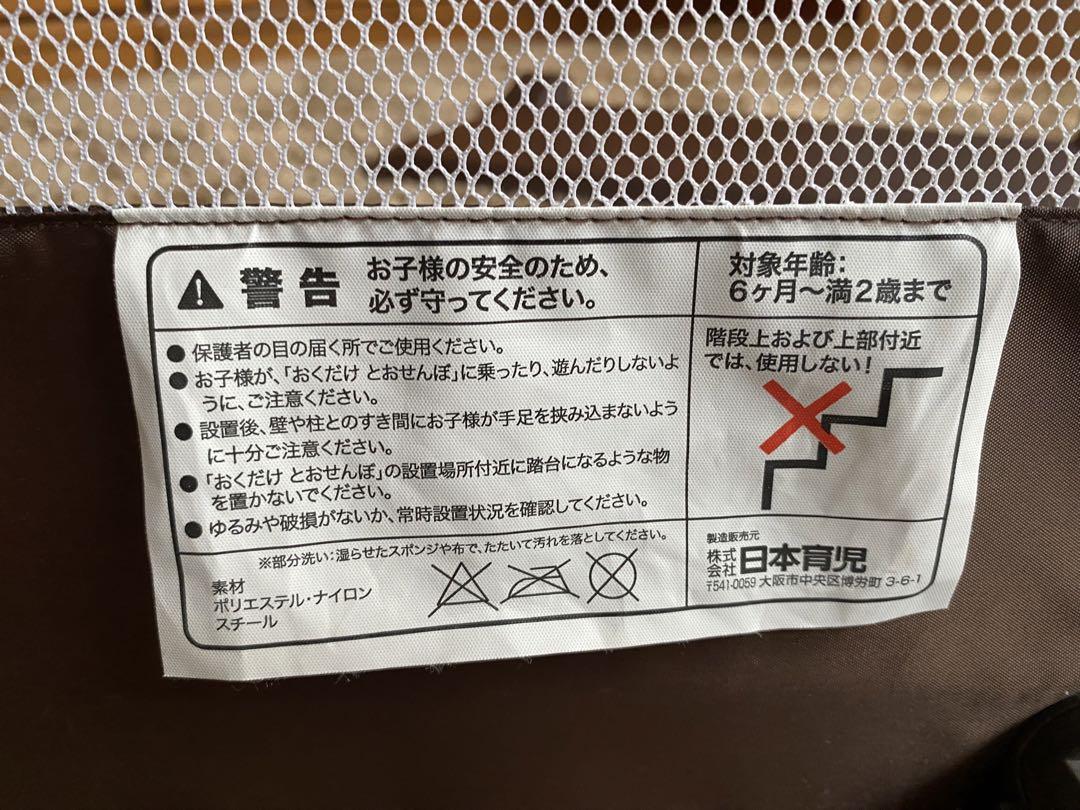 警告
お子様の安全のため、
必ず守ってください。
対象年齢:
6ヶ月〜満2歳まで
●保護者の目の届く所でご使用ください。
●お子様が、「おくだけ とおせんぼ」に乗ったり、遊んだりしないよ
うに、ご注意ください。
●設置後、壁や柱とのすき間にお子様が手足を挟み込まないよう
に十分ご注意ください。
●「おくだけ とおせんぼ」の設置場所付近に踏台になるような物
を置かないでください。
●ゆるみや破損がないか、常時設置状況を確認してください。
階段上および上部付近
では、使用しない!
※部分洗い:湿らせたスポンジや布で、たたいて汚れを落としてください。
素材
ポリエステル・ナイロン
スチール
製造販売元
株式会社 日本育児
〒541-0059 大阪市中央区博労町 3-6-1